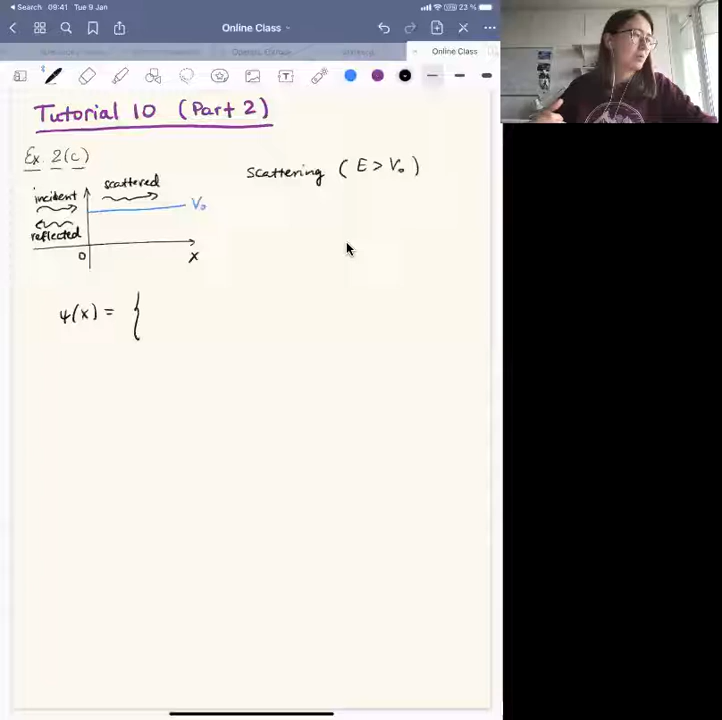 Search 09:41 Tue 9 Jan 23 %
Online Class
Online Class
Tutorial 10 (Part 2)
Ex. 2(c)
Scattering (E > V₀)
incident
scattered
V₀
reflected
0
x
ψ(x) = {